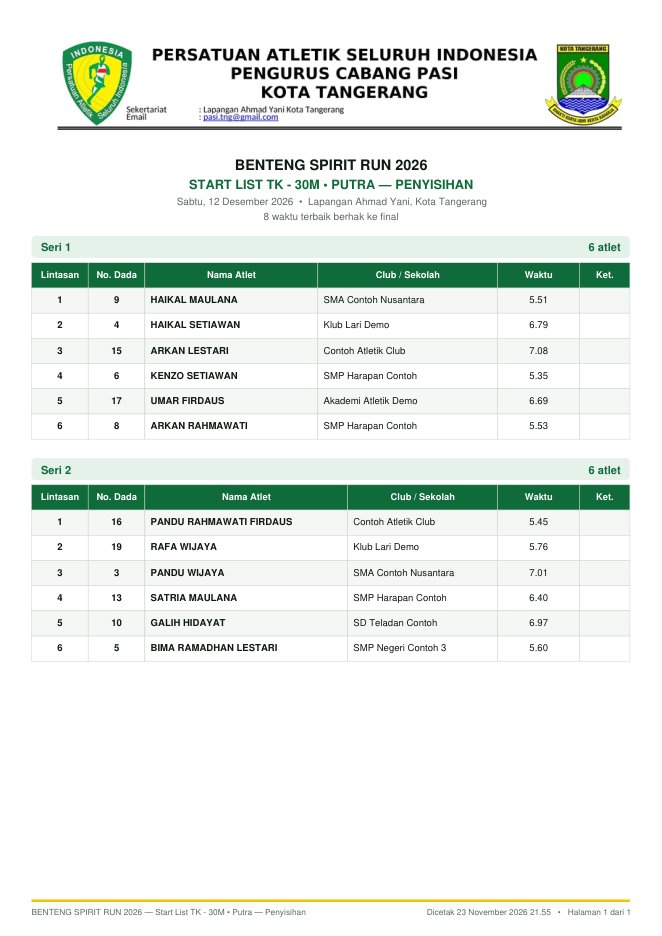 INDONESIA
Persatuan Atletik Seluruh Indonesia
PERSATUAN ATLETIK SELURUH INDONESIA
PENGURUS CABANG PASI
KOTA TANGERANG
Sekertariat : Lapangan Ahmad Yani Kota Tangerang
Email : pasi.tng@gmail.com
KOTA TANGERANG
BENTENG SPIRIT RUN 2026
START LIST TK - 30M • PUTRA — PENYISIHAN
Sabtu, 12 Desember 2026 • Lapangan Ahmad Yani, Kota Tangerang
8 waktu terbaik berhak ke final
Seri 1 6 atlet
Lintasan No. Dada Nama Atlet Club / Sekolah Waktu Ket.
1 9 HAIKAL MAULANA SMA Contoh Nusantara 5.51
2 4 HAIKAL SETIAWAN Klub Lari Demo 6.79
3 15 ARKAN LESTARI Contoh Atletik Club 7.08
4 6 KENZO SETIAWAN SMP Harapan Contoh 5.35
5 17 UMAR FIRDAUS Akademi Atletik Demo 6.69
6 8 ARKAN RAHMAWATI SMP Harapan Contoh 5.53
Seri 2 6 atlet
Lintasan No. Dada Nama Atlet Club / Sekolah Waktu Ket.
1 16 PANDU RAHMAWATI FIRDAUS Contoh Atletik Club 5.45
2 19 RAFA WIJAYA Klub Lari Demo 5.76
3 3 PANDU WIJAYA SMA Contoh Nusantara 7.01
4 13 SATRIA MAULANA SMP Harapan Contoh 6.40
5 10 GALIH HIDAYAT SD Teladan Contoh 6.97
6 5 BIMA RAMADHAN LESTARI SMP Negeri Contoh 3 5.60
BENTENG SPIRIT RUN 2026 — Start List TK - 30M • Putra — Penyisihan
Dicetak 23 November 2026 21.55 • Halaman 1 dari 1